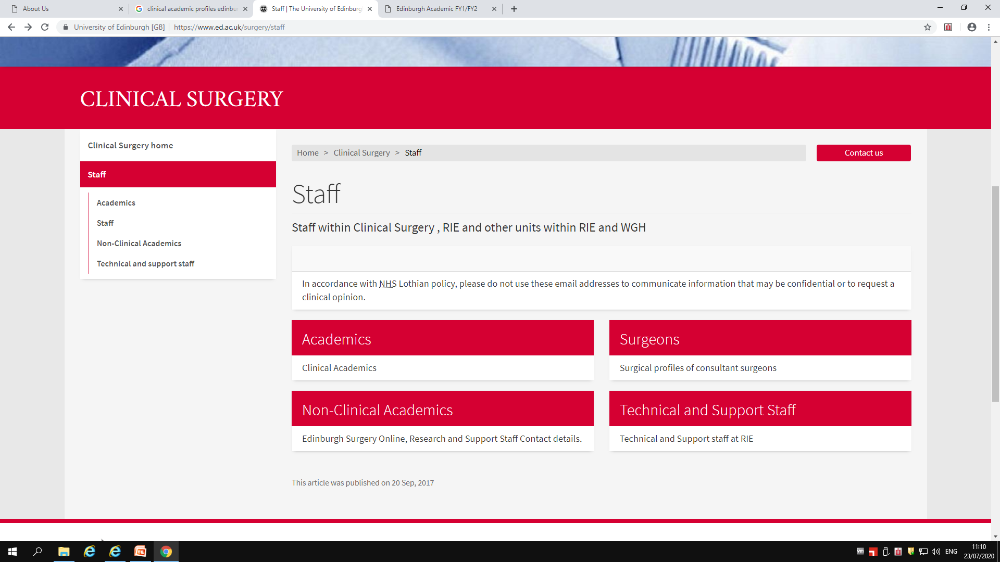 About Us
clinical academic profiles edinbur
Staff | The University of Edinburg
Edinburgh Academic FY1/FY2
University of Edinburgh [GB] | https://www.ed.ac.uk/surgery/staff
CLINICAL SURGERY
Clinical Surgery home
Staff
Academics
Staff
Non-Clinical Academics
Technical and support staff
Home > Clinical Surgery > Staff
Contact us
Staff
Staff within Clinical Surgery , RIE and other units within RIE and WGH
In accordance with NHS Lothian policy, please do not use these email addresses to communicate information that may be confidential or to request a
clinical opinion.
Academics
Clinical Academics
Surgeons
Surgical profiles of consultant surgeons
Non-Clinical Academics
Edinburgh Surgery Online, Research and Support Staff Contact details.
Technical and Support Staff
Technical and Support staff at RIE
This article was published on 20 Sep, 2017
vm
ENG
11:10
23/07/2020